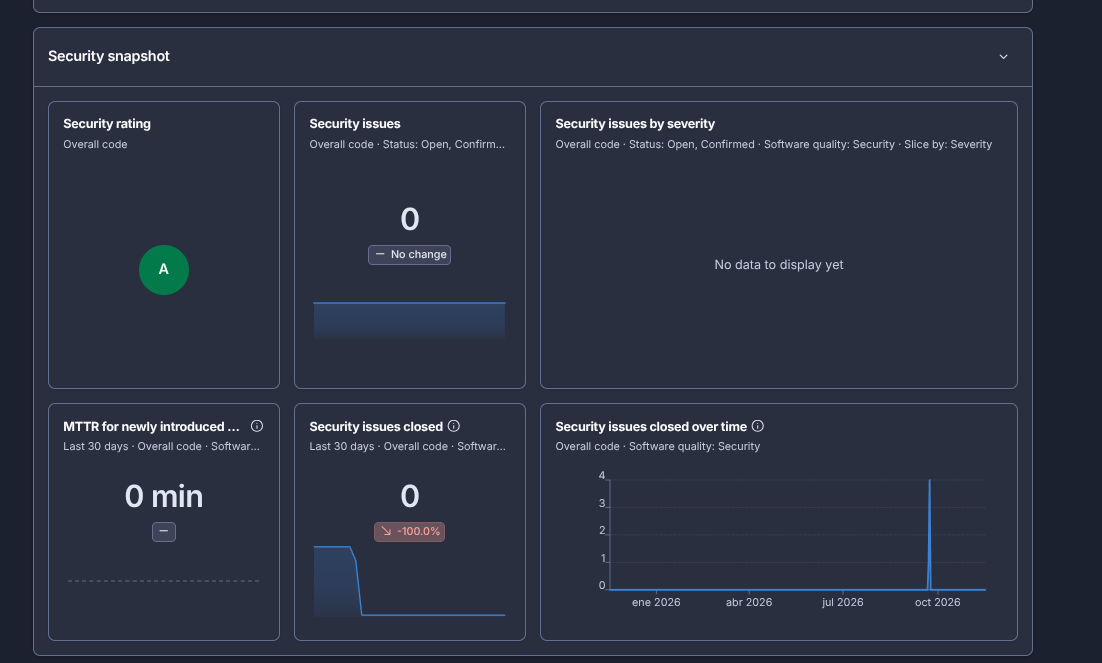 Security snapshot
Security rating
Overall code
Security issues
Overall code · Status: Open, Confirm...
0
— No change
Security issues by severity
Overall code · Status: Open, Confirmed · Software quality: Security · Slice by: Severity
No data to display yet
A
MTTR for newly introduced ...
Last 30 days · Overall code · Softwar...
0 min
—
Security issues closed
Last 30 days · Overall code · Softwar...
0
-100.0%
Security issues closed over time
Overall code · Software quality: Security
4
3
2
1
0
ene 2026 abr 2026 jul 2026 oct 2026